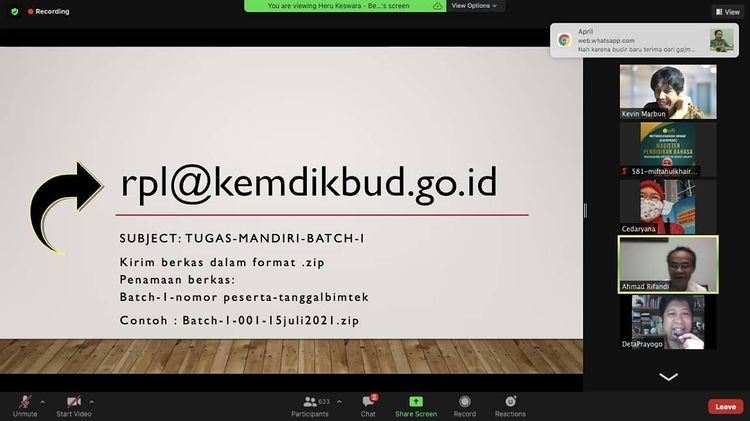 Recording
You are viewing Heru Keswara - Be...'s screen
View Options
View
April
web.whatsapp.com
Nah karena budir baru terima dari gpjm...
rpl@kemdikbud.go.id
SUBJECT: TUGAS-MANDIRI-BATCH-I
Kirim berkas dalam format .zip
Penamaan berkas:
Batch-1-nomor peserta-tanggalbimtek
Contoh : Batch-1-001-15juli2021.zip
Kevin Marbun
MAGISTER
PENDIDIKAN BAHASA
581-miftahulkhair...
Cedaryana
Ahmad Rifandi
DetaPrayogo
Unmute
Start Video
Participants
623
Chat
2
Share Screen
Record
Reactions
Leave